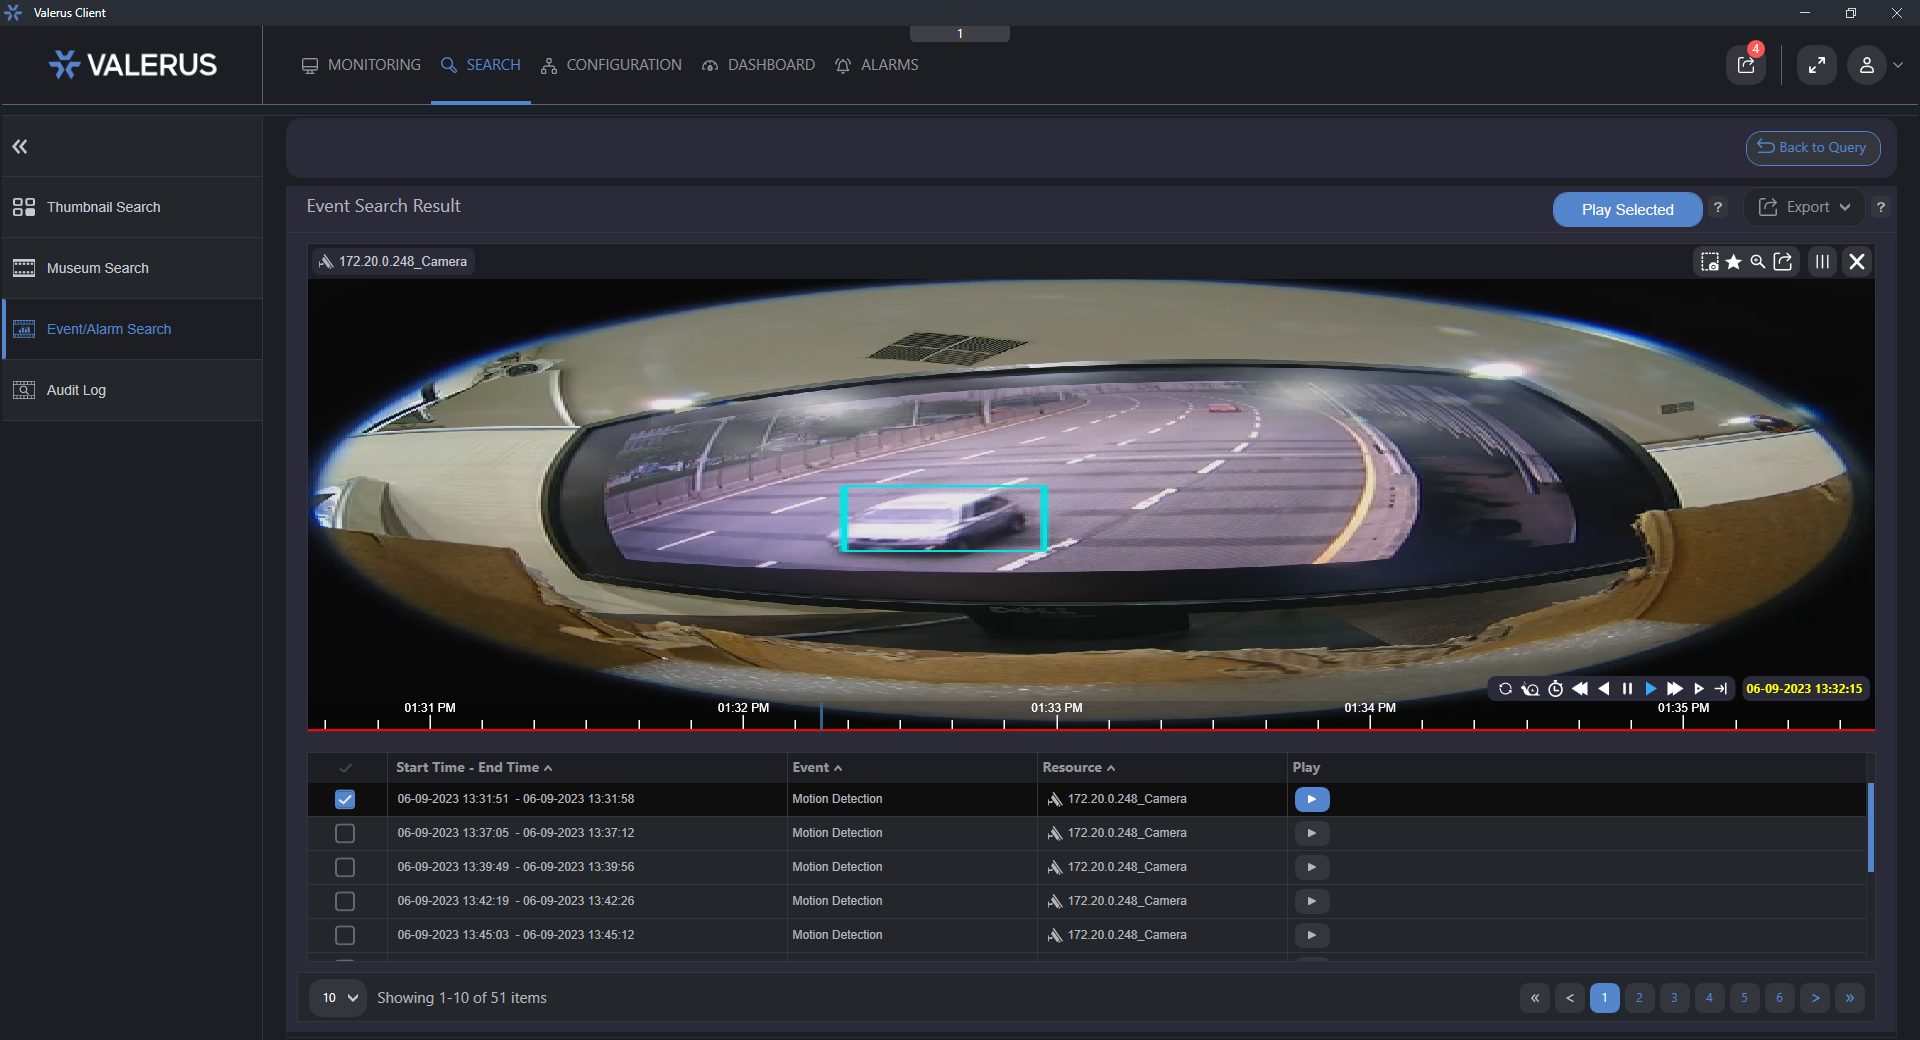 Valerus Client
1
VALERUS
MONITORING
SEARCH
CONFIGURATION
DASHBOARD
ALARMS
4
Thumbnail Search
Museum Search
Event/Alarm Search
Audit Log
Back to Query
Event Search Result
Play Selected
?
Export
?
172.20.0.248_Camera
DELL
06-09-2023 13:32:15
01:31 PM
01:32 PM
01:33 PM
01:34 PM
01:35 PM
Start Time - End Time
Event
Resource
Play
06-09-2023 13:31:51 - 06-09-2023 13:31:58
Motion Detection
172.20.0.248_Camera
06-09-2023 13:37:05 - 06-09-2023 13:37:12
Motion Detection
172.20.0.248_Camera
06-09-2023 13:39:49 - 06-09-2023 13:39:56
Motion Detection
172.20.0.248_Camera
06-09-2023 13:42:19 - 06-09-2023 13:42:26
Motion Detection
172.20.0.248_Camera
06-09-2023 13:45:03 - 06-09-2023 13:45:12
Motion Detection
172.20.0.248_Camera
10
Showing 1-10 of 51 items
« < 1 2 3 4 5 6 > »